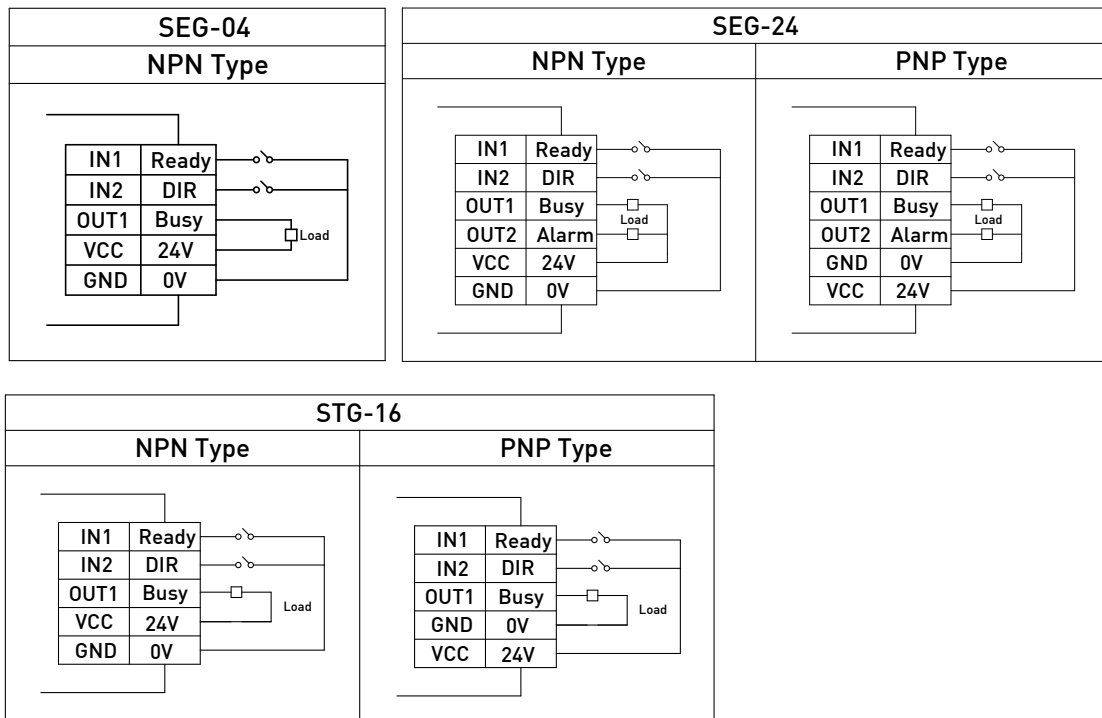 SEG-04
NPN Type
IN1 Ready
IN2 DIR
OUT1 Busy
Load
VCC 24V
GND 0V
SEG-24
NPN Type PNP Type
IN1 Ready
IN2 DIR
OUT1 Busy
Load
OUT2 Alarm
VCC 24V
GND 0V
IN1 Ready
IN2 DIR
OUT1 Busy
Load
OUT2 Alarm
GND 0V
VCC 24V
STG-16
NPN Type PNP Type
IN1 Ready
IN2 DIR
OUT1 Busy
Load
VCC 24V
GND 0V
IN1 Ready
IN2 DIR
OUT1 Busy
Load
GND 0V
VCC 24V